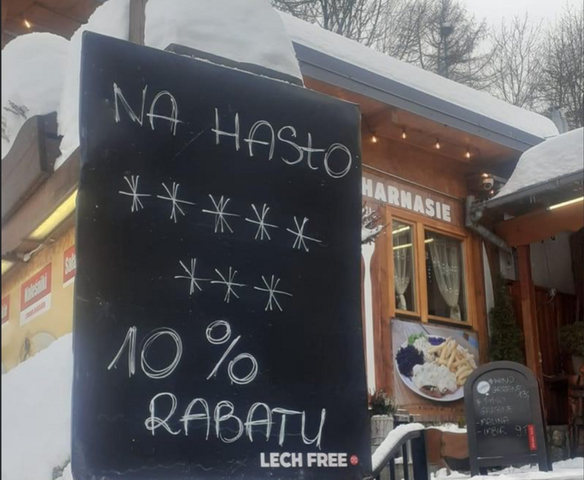 NA HASŁO
*****
***
10%
RABATU
LECH FREE
HARNASIE